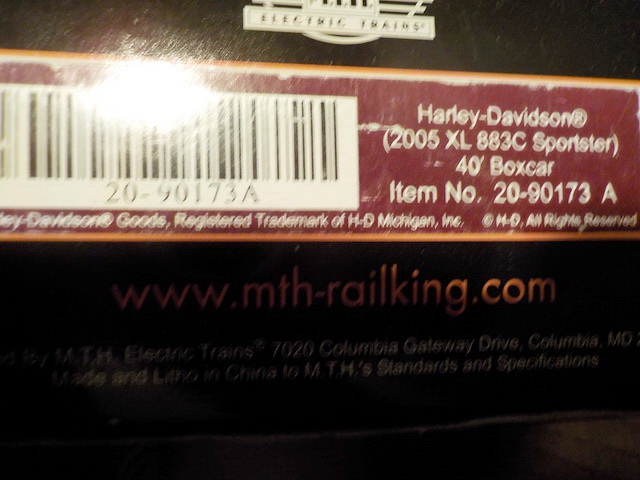 ELECTRIC TRAINS
Harley-Davidson®
(2005 XL 883C Sportster)
40' Boxcar
Item No. 20-90173 A
20-90173A
ley-Davidson® Goods, Registered Trademark of H-D Michigan, Inc. © H-D, All Rights Reserved
www.mth-railking.com
ed By M.T.H. Electric Trains® 7020 Columbia Gateway Drive, Columbia, MD 2
Made and Litho in China to M.T.H.'s Standards and Specifications